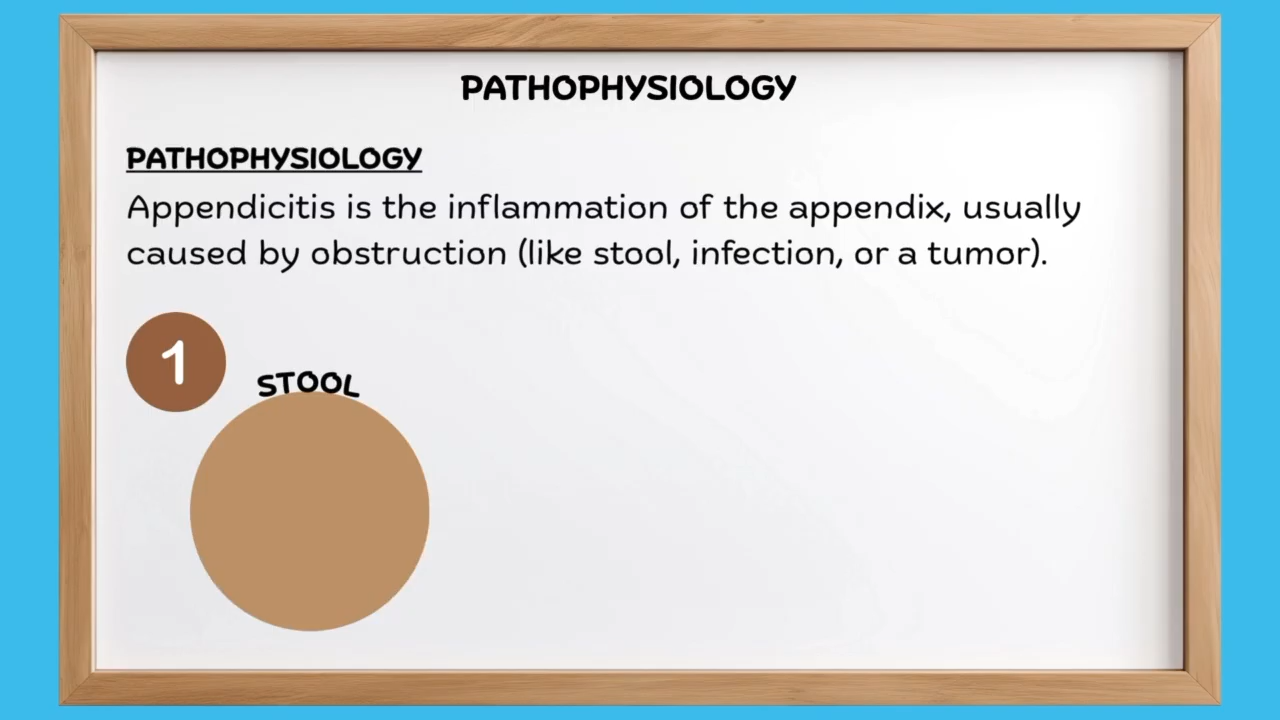 PATHOPHYSIOLOGY
PATHOPHYSIOLOGY
Appendicitis is the inflammation of the appendix, usually
caused by obstruction (like stool, infection, or a tumor).
1
STOOL